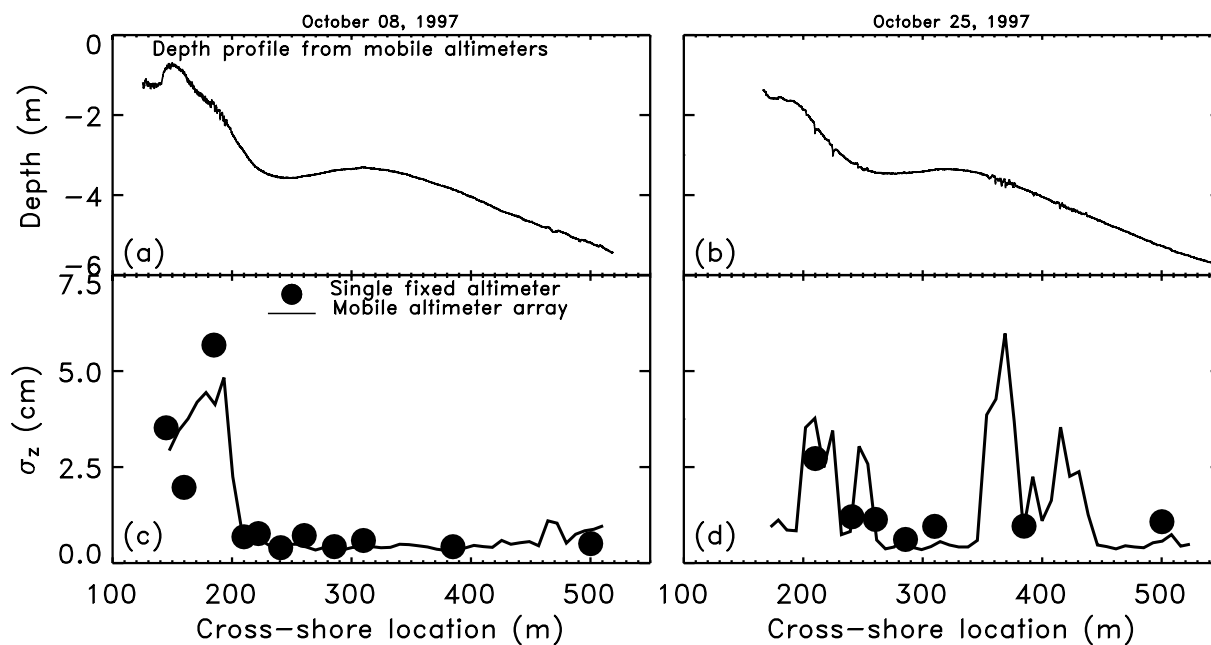 October 08, 1997
October 25, 1997
Depth profile from mobile altimeters
0
−2
−4
−6
Depth (m)
(a)
(b)
Single fixed altimeter
Mobile altimeter array
7.5
5.0
2.5
0.0
σz (cm)
(c)
(d)
100 200 300 400 500
100 200 300 400 500
Cross−shore location (m)
Cross−shore location (m)